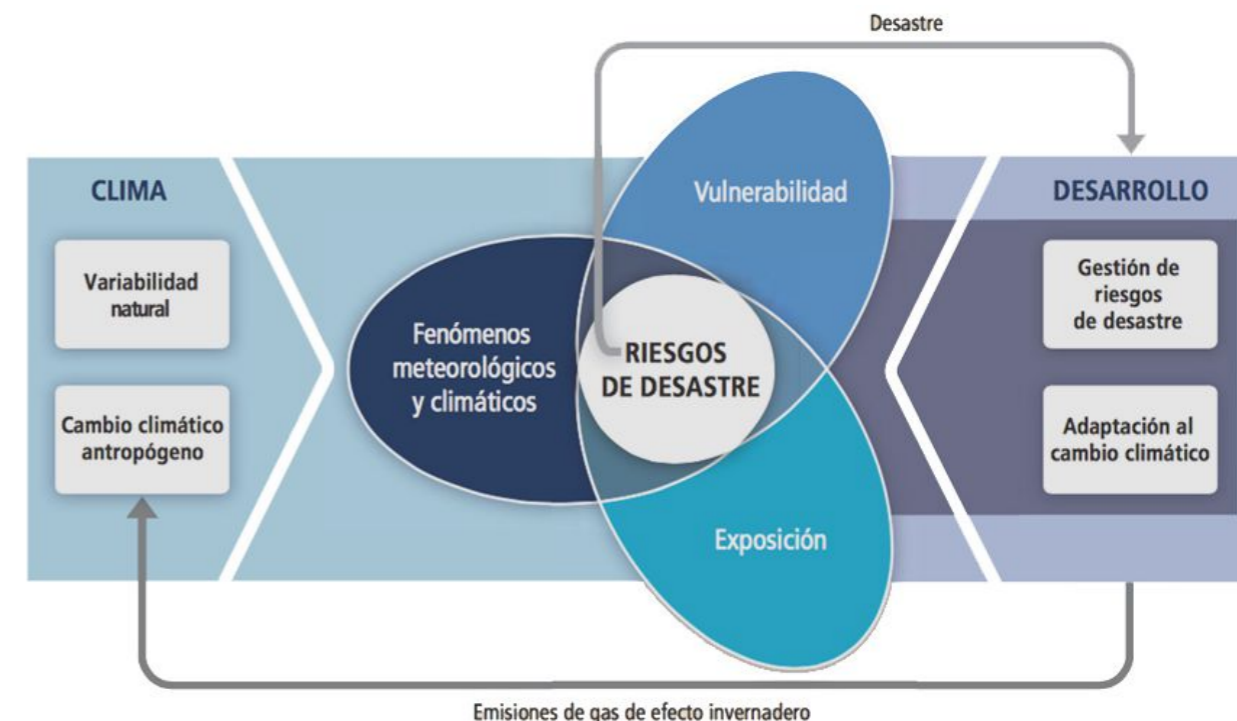 Desastre
CLIMA
Variabilidad
natural
Cambio climático
antropógeno
Fenómenos
meteorológicos
y climáticos
Vulnerabilidad
RIESGOS
DE DESASTRE
Exposición
DESARROLLO
Gestión de
riesgos
de desastre
Adaptación al
cambio climático
Emisiones de gas de efecto invernadero